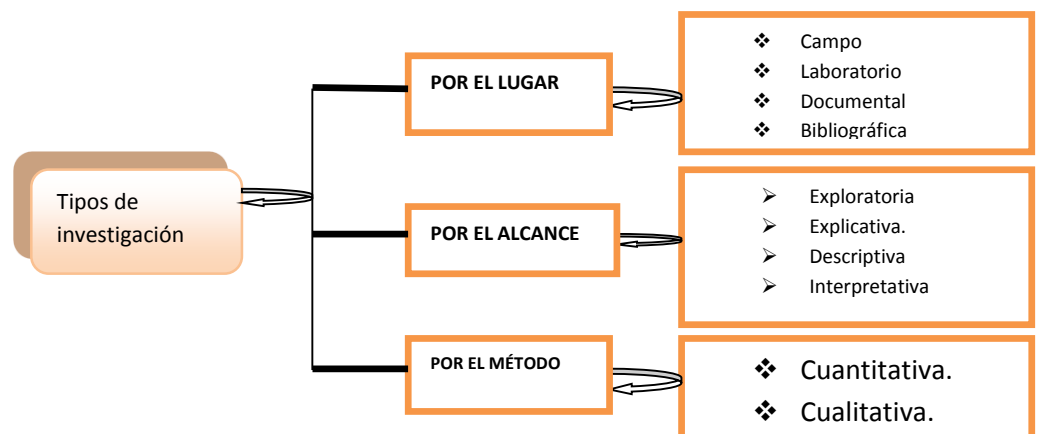 Tipos de
investigación
POR EL LUGAR
❖ Campo
❖ Laboratorio
❖ Documental
❖ Bibliográfica
POR EL ALCANCE
➢ Exploratoria
➢ Explicativa.
➢ Descriptiva
➢ Interpretativa
POR EL MÉTODO
❖ Cuantitativa.
❖ Cualitativa.